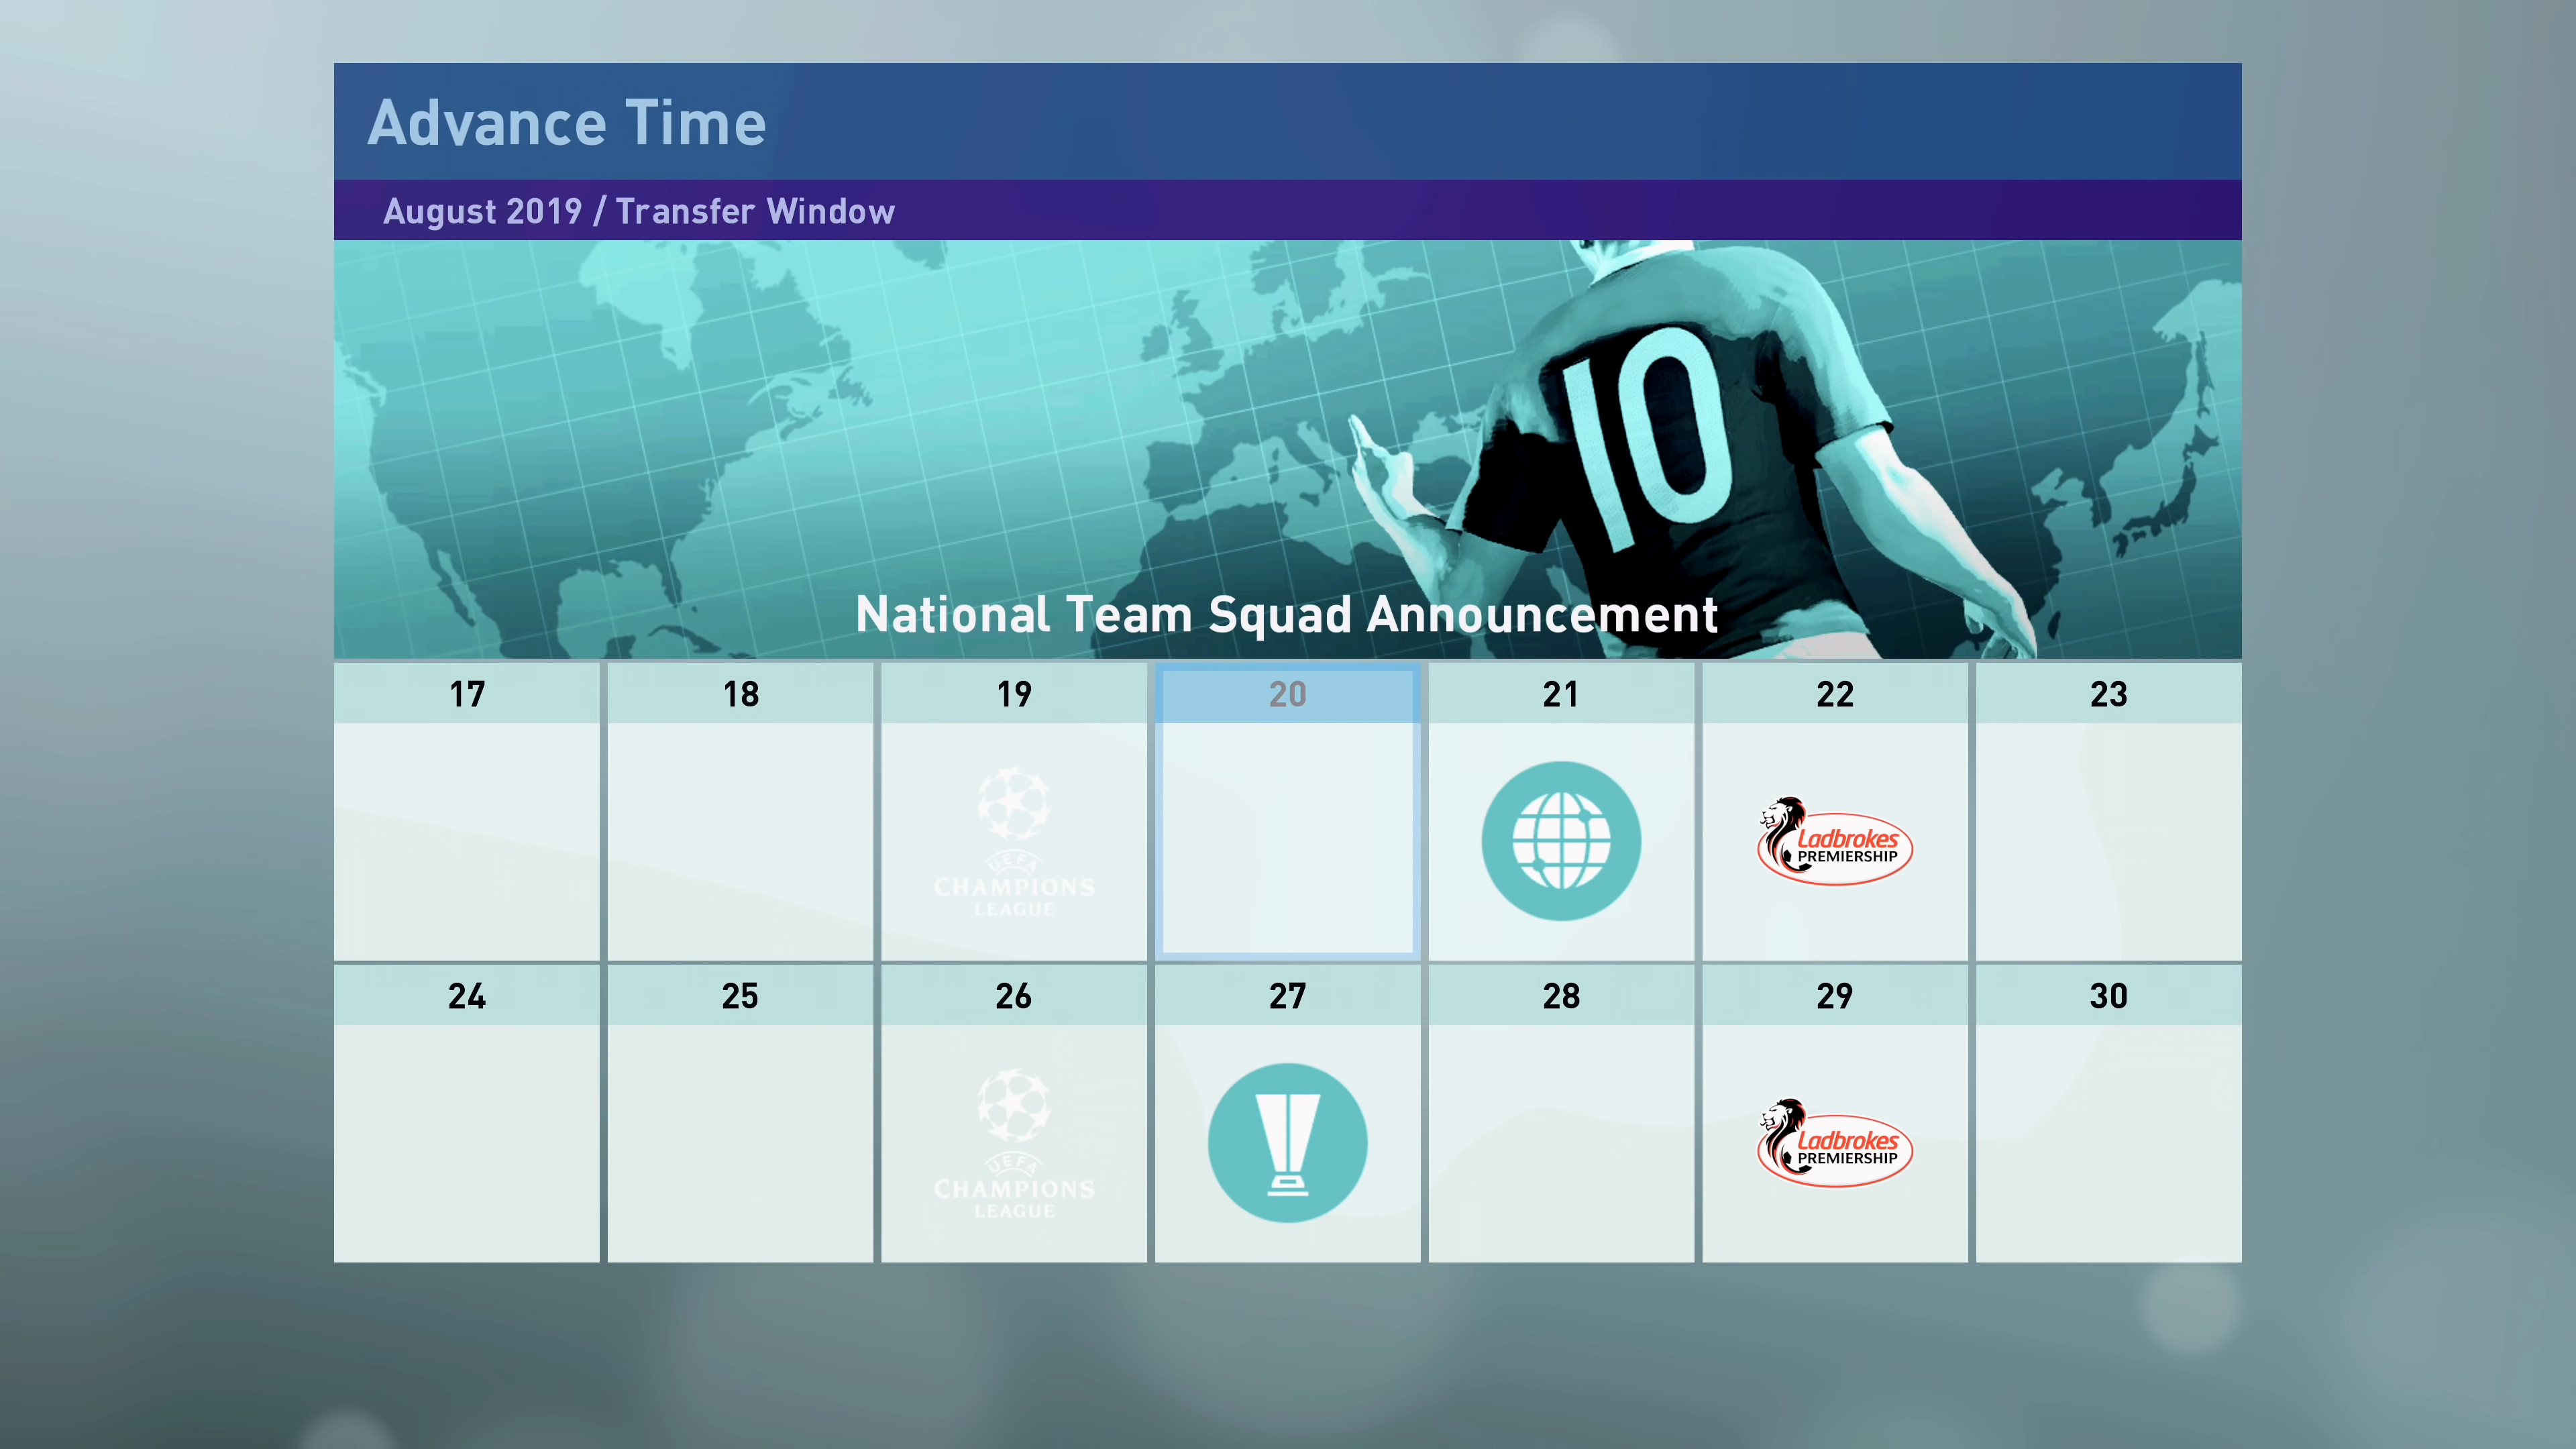 Advance Time
August 2019 / Transfer Window
10
National Team Squad Announcement
17 18 19 20 21 22 23
UEFA
CHAMPIONS
LEAGUE
Ladbrokes
PREMIERSHIP
24 25 26 27 28 29 30
UEFA
CHAMPIONS
LEAGUE
Ladbrokes
PREMIERSHIP